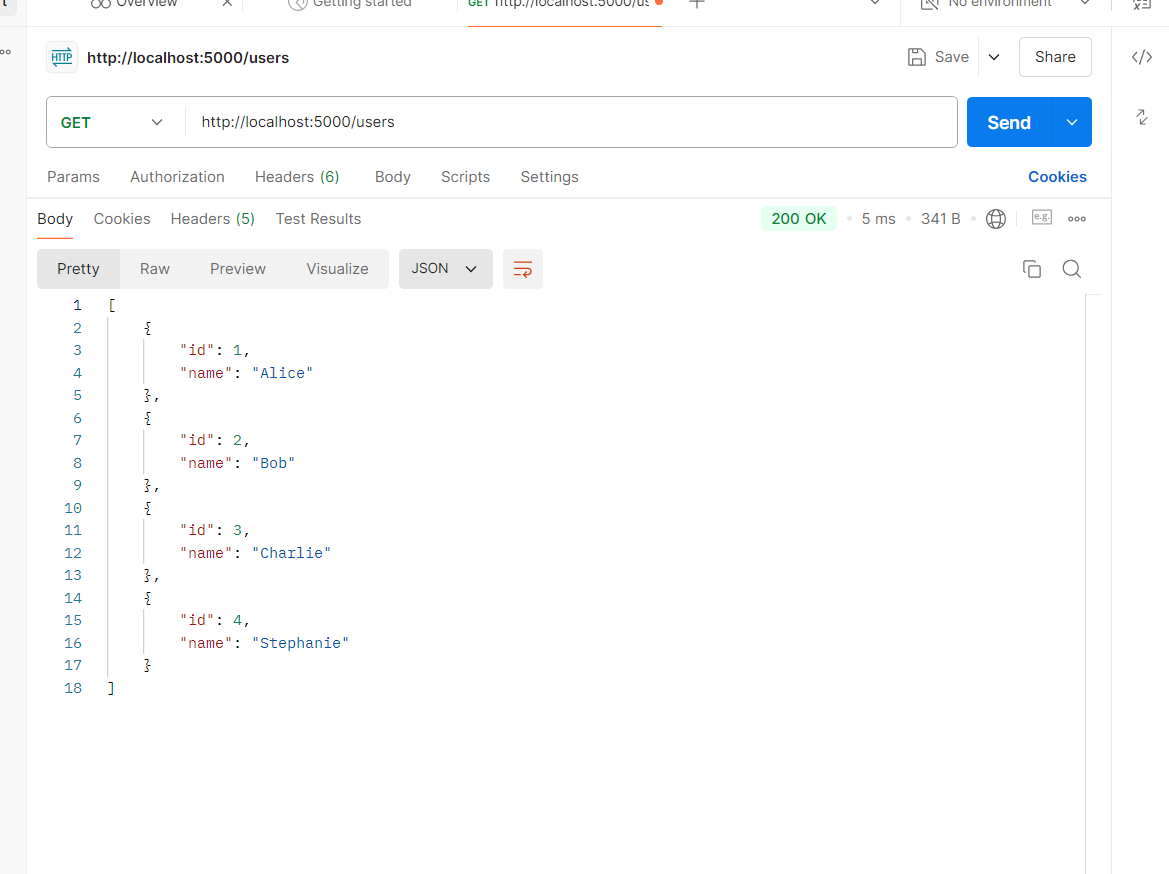 Overview
Getting started
GET http://localhost:5000/us
No environment
HTTP http://localhost:5000/users
Save
Share
GET
http://localhost:5000/users
Send
Params Authorization Headers (6) Body Scripts Settings Cookies
Body Cookies Headers (5) Test Results 200 OK 5 ms 341 B e.g.
Pretty Raw Preview Visualize JSON
1 [
2 {
3 "id": 1,
4 "name": "Alice"
5 },
6 {
7 "id": 2,
8 "name": "Bob"
9 },
10 {
11 "id": 3,
12 "name": "Charlie"
13 },
14 {
15 "id": 4,
16 "name": "Stephanie"
17 }
18 ]